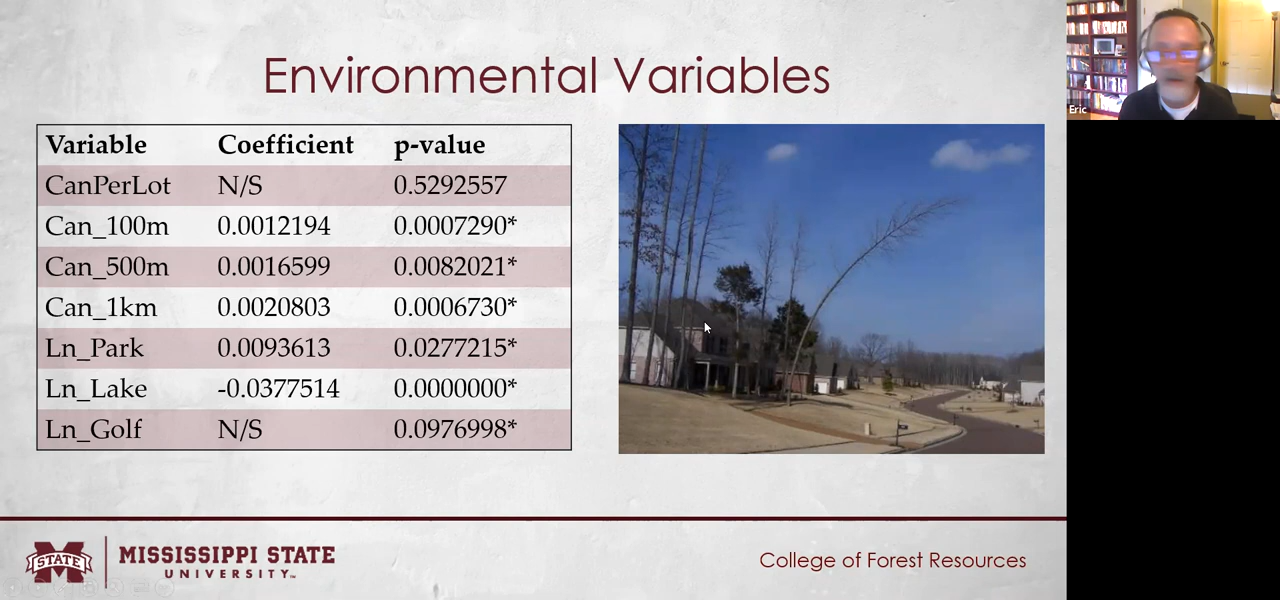 Environmental Variables
Variable Coefficient p-value
CanPerLot N/S 0.5292557
Can_100m 0.0012194 0.0007290*
Can_500m 0.0016599 0.0082021*
Can_1km 0.0020803 0.0006730*
Ln_Park 0.0093613 0.0277215*
Ln_Lake -0.0377514 0.0000000*
Ln_Golf N/S 0.0976998*
Eric
STATE
MISSISSIPPI STATE
UNIVERSITY™
College of Forest Resources